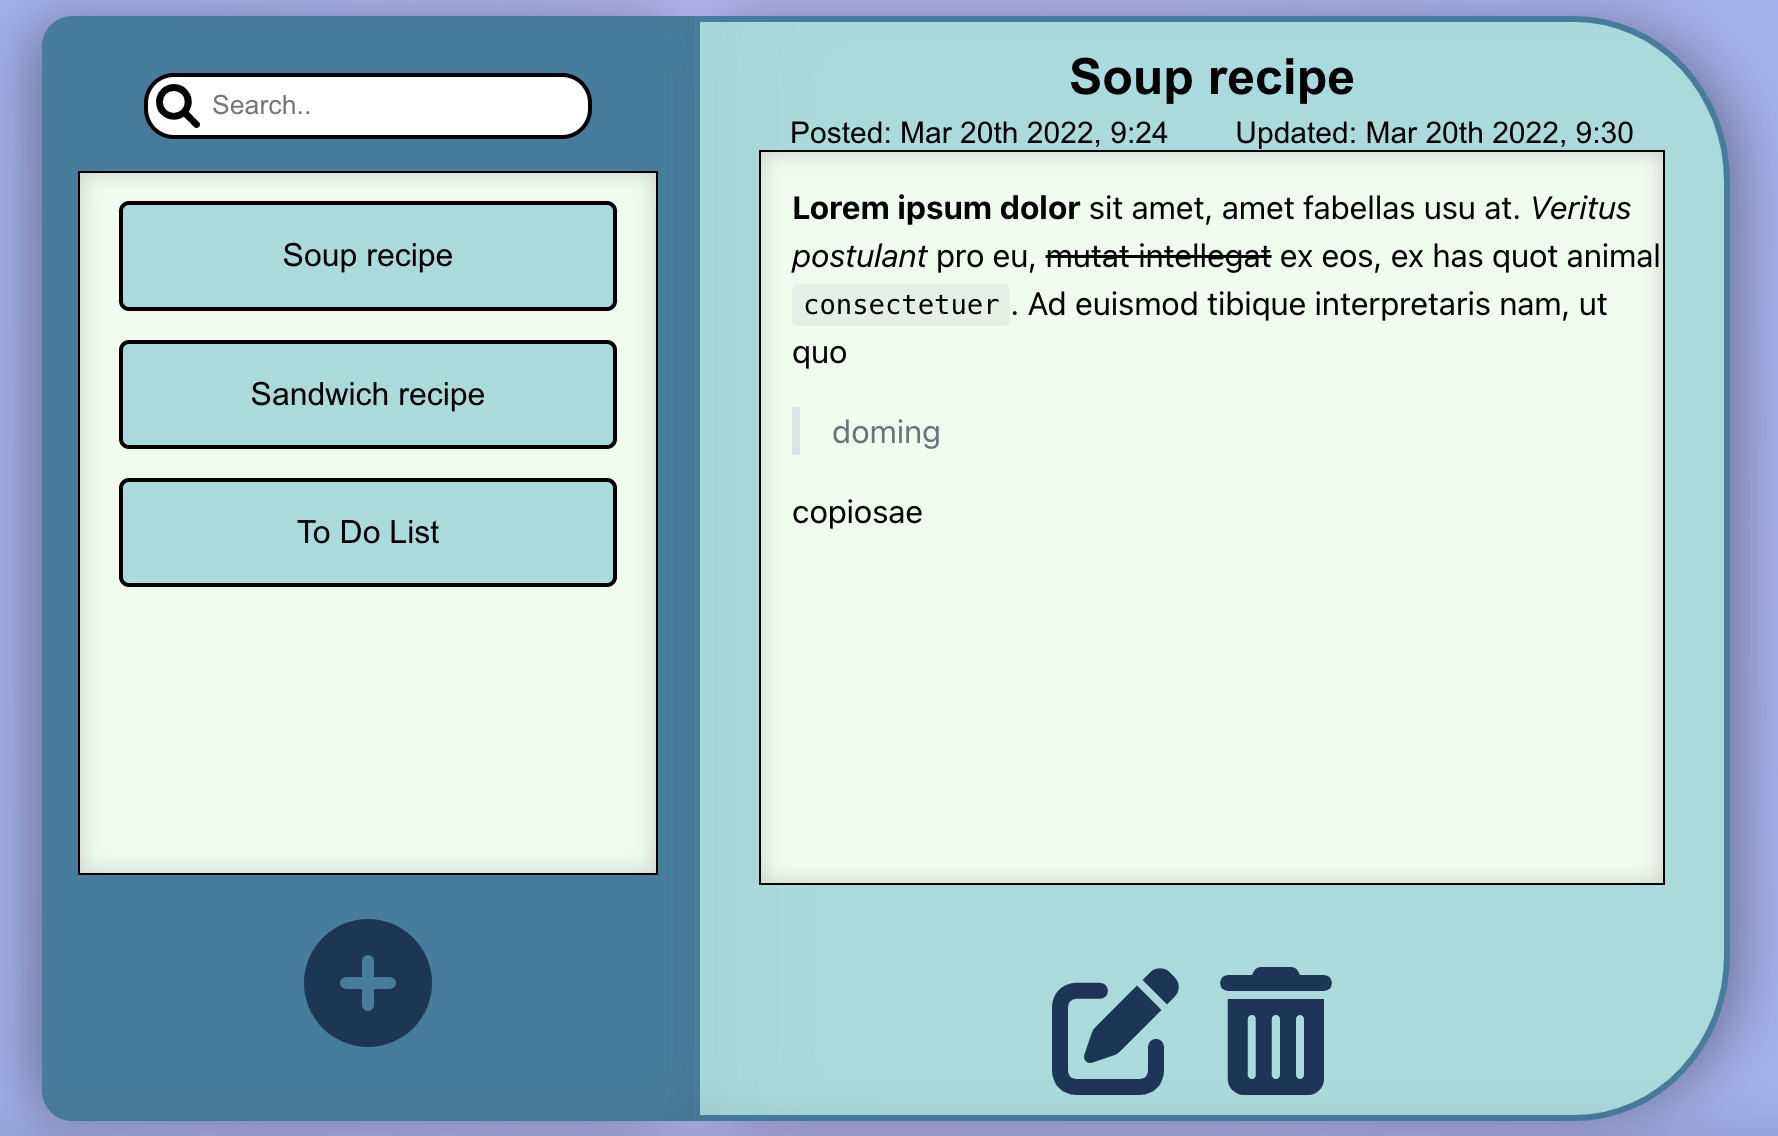 Search..
Soup recipe
Sandwich recipe
To Do List
Soup recipe
Posted: Mar 20th 2022, 9:24 Updated: Mar 20th 2022, 9:30
Lorem ipsum dolor sit amet, amet fabellas usu at. Veritus
postulant pro eu, mutat intellegat ex eos, ex has quot animal
consectetuer. Ad euismod tibique interpretaris nam, ut
quo
doming
copiosae